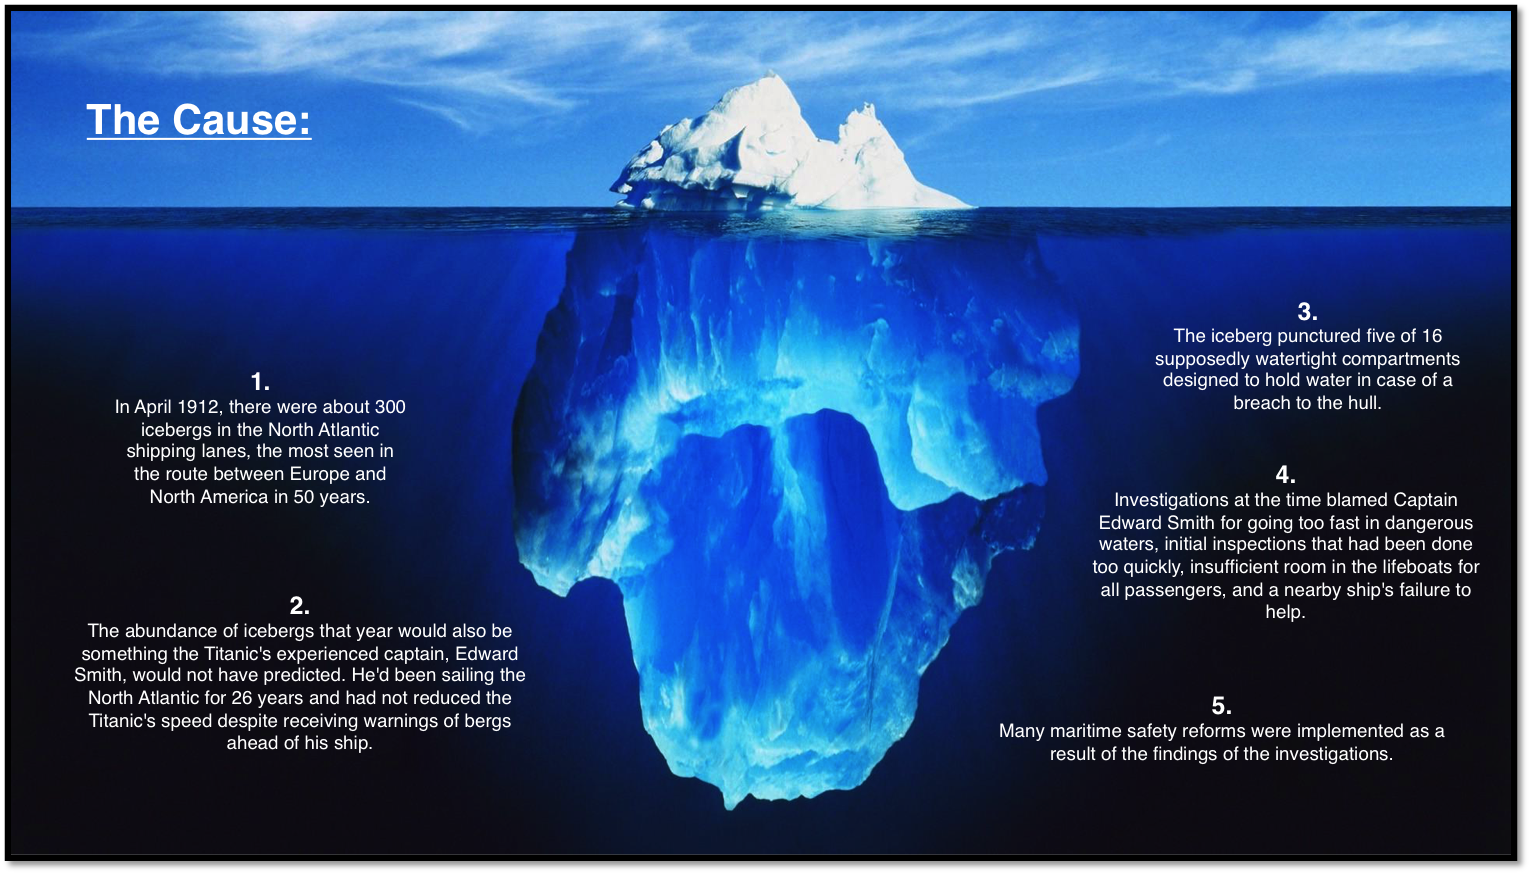 The Cause:
1.
In April 1912, there were about 300
icebergs in the North Atlantic
shipping lanes, the most seen in
the route between Europe and
North America in 50 years.
2.
The abundance of icebergs that year would also be
something the Titanic's experienced captain, Edward
Smith, would not have predicted. He'd been sailing the
North Atlantic for 26 years and had not reduced the
Titanic's speed despite receiving warnings of bergs
ahead of his ship.
3.
The iceberg punctured five of 16
supposedly watertight compartments
designed to hold water in case of a
breach to the hull.
4.
Investigations at the time blamed Captain
Edward Smith for going too fast in dangerous
waters, initial inspections that had been done
too quickly, insufficient room in the lifeboats for
all passengers, and a nearby ship's failure to
help.
5.
Many maritime safety reforms were implemented as a
result of the findings of the investigations.